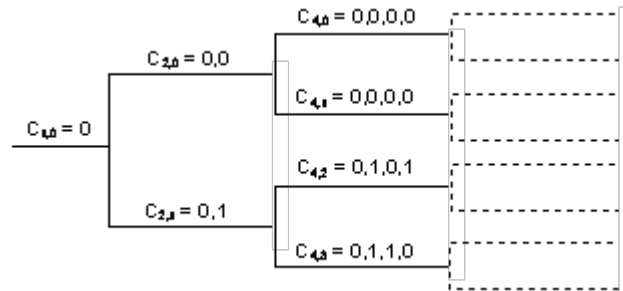 C4,0 = 0,0,0,0
C2,0 = 0,0
C4,1 = 0,0,0,0
C1,0 = 0
C4,2 = 0,1,0,1
C2,1 = 0,1
C4,3 = 0,1,1,0